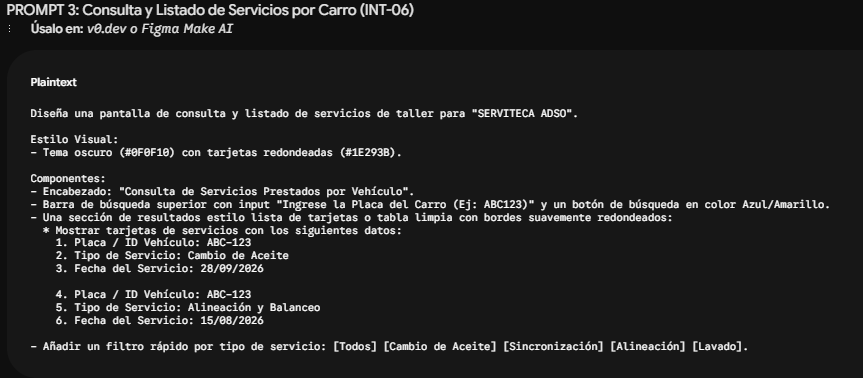 PROMPT 3: Consulta y Listado de Servicios por Carro (INT-06)
Úsalo en: v0.dev o Figma Make AI
Plaintext
Diseña una pantalla de consulta y listado de servicios de taller para "SERVITECA ADSO".
Estilo Visual:
- Tema oscuro (#0F0F10) con tarjetas redondeadas (#1E293B).
Componentes:
- Encabezado: "Consulta de Servicios Prestados por Vehículo".
- Barra de búsqueda superior con input "Ingrese la Placa del Carro (Ej: ABC123)" y un botón de búsqueda en color Azul/Amarillo.
- Una sección de resultados estilo lista de tarjetas o tabla limpia con bordes suavemente redondeados:
* Mostrar tarjetas de servicios con los siguientes datos:
1. Placa / ID Vehículo: ABC-123
2. Tipo de Servicio: Cambio de Aceite
3. Fecha del Servicio: 28/09/2026
4. Placa / ID Vehículo: ABC-123
5. Tipo de Servicio: Alineación y Balanceo
6. Fecha del Servicio: 15/08/2026
- Añadir un filtro rápido por tipo de servicio: [Todos] [Cambio de Aceite] [Sincronización] [Alineación] [Lavado].